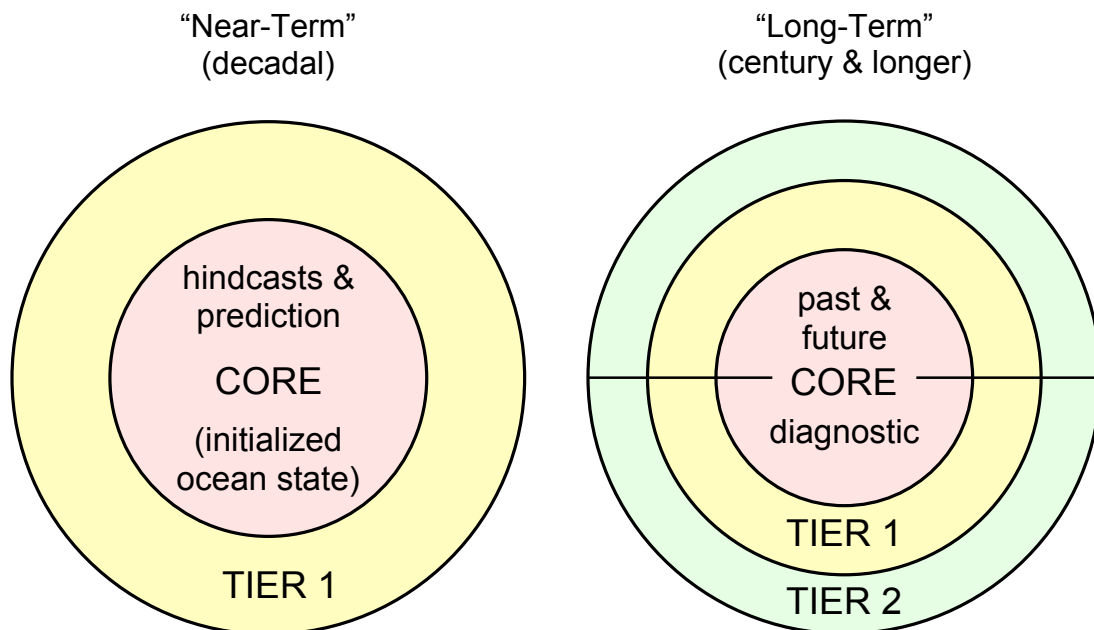 “Near-Term”
(decadal)
hindcasts &
prediction
CORE
(initialized
ocean state)
TIER 1
“Long-Term”
(century & longer)
past &
future
CORE
diagnostic
TIER 1
TIER 2